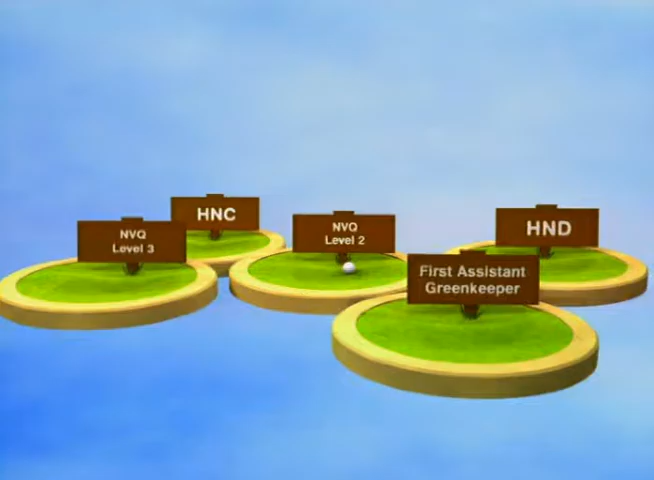 HNC
NVQ
Level 3
NVQ
Level 2
HND
First Assistant
Greenkeeper